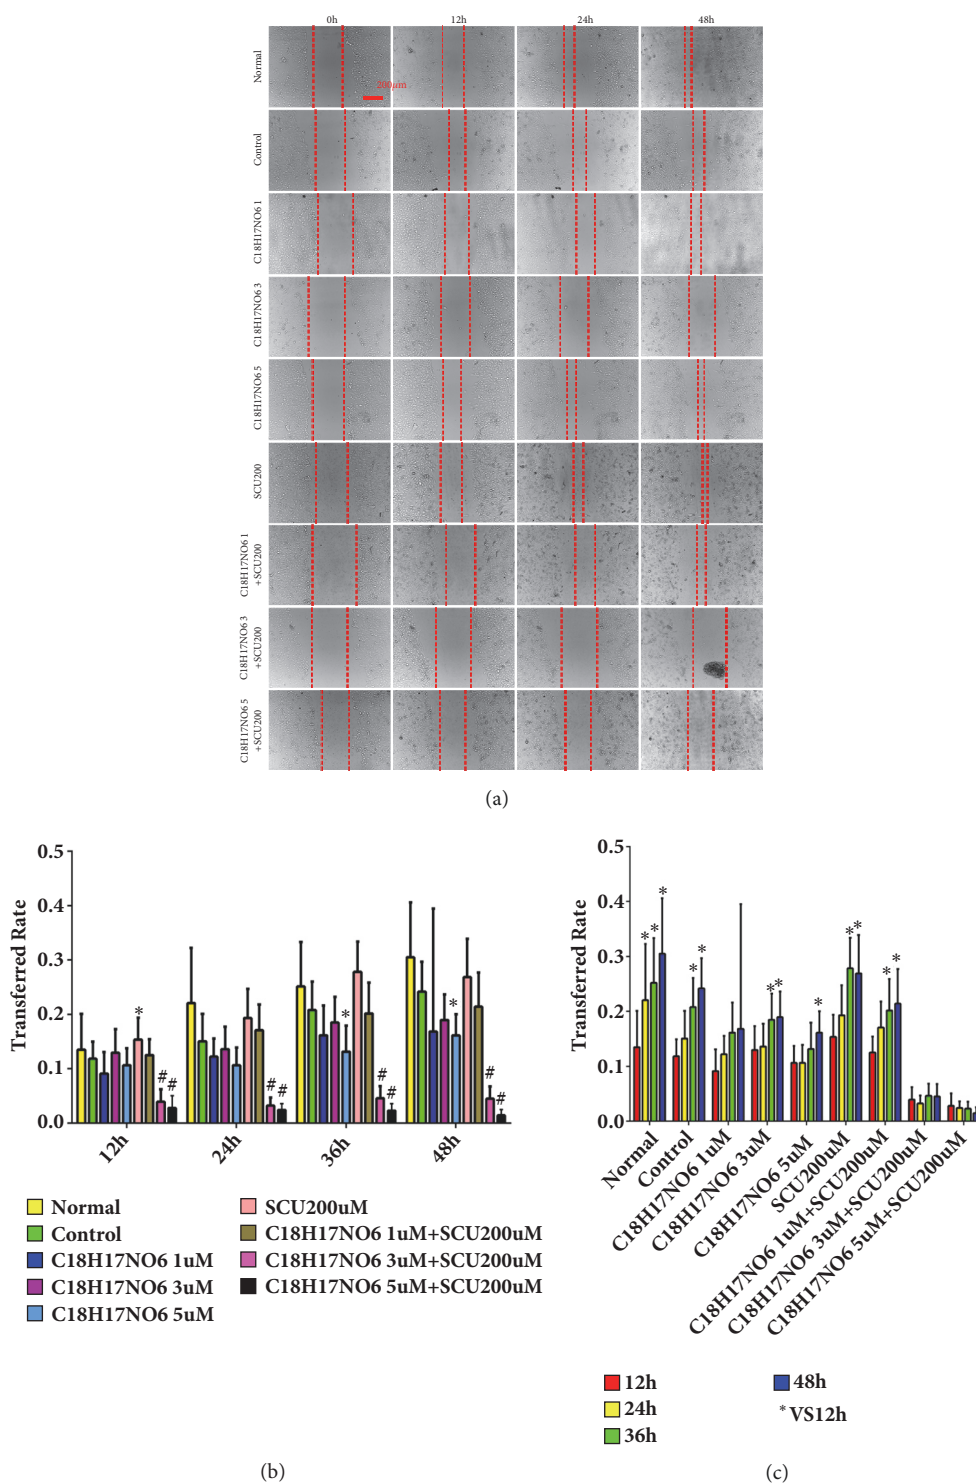 0h 12h 24h 48h
Normal
200μm
Control
C18H17NO6 1
C18H17NO6 3
C18H17NO6 5
SCU200
C18H17NO6 1
+SCU200
C18H17NO6 3
+SCU200
C18H17NO6 5
+SCU200
(a)
Transferred Rate
0.5
0.4
0.3
0.2
0.1
0.0
* # #
# #
* # #
* # #
12h 24h 36h 48h
Normal
Control
C18H17NO6 1uM
C18H17NO6 3uM
C18H17NO6 5uM
SCU200uM
C18H17NO6 1uM+SCU200uM
C18H17NO6 3uM+SCU200uM
C18H17NO6 5uM+SCU200uM
(b)
Transferred Rate
0.5
0.4
0.3
0.2
0.1
0.0
* * *
* *
* *
*
* *
* *
Normal
Control
C18H17NO6 1uM
C18H17NO6 3uM
C18H17NO6 5uM
SCU200uM
C18H17NO6 1uM+SCU200uM
C18H17NO6 3uM+SCU200uM
C18H17NO6 5uM+SCU200uM
12h
24h
36h
48h
*VS12h
(c)